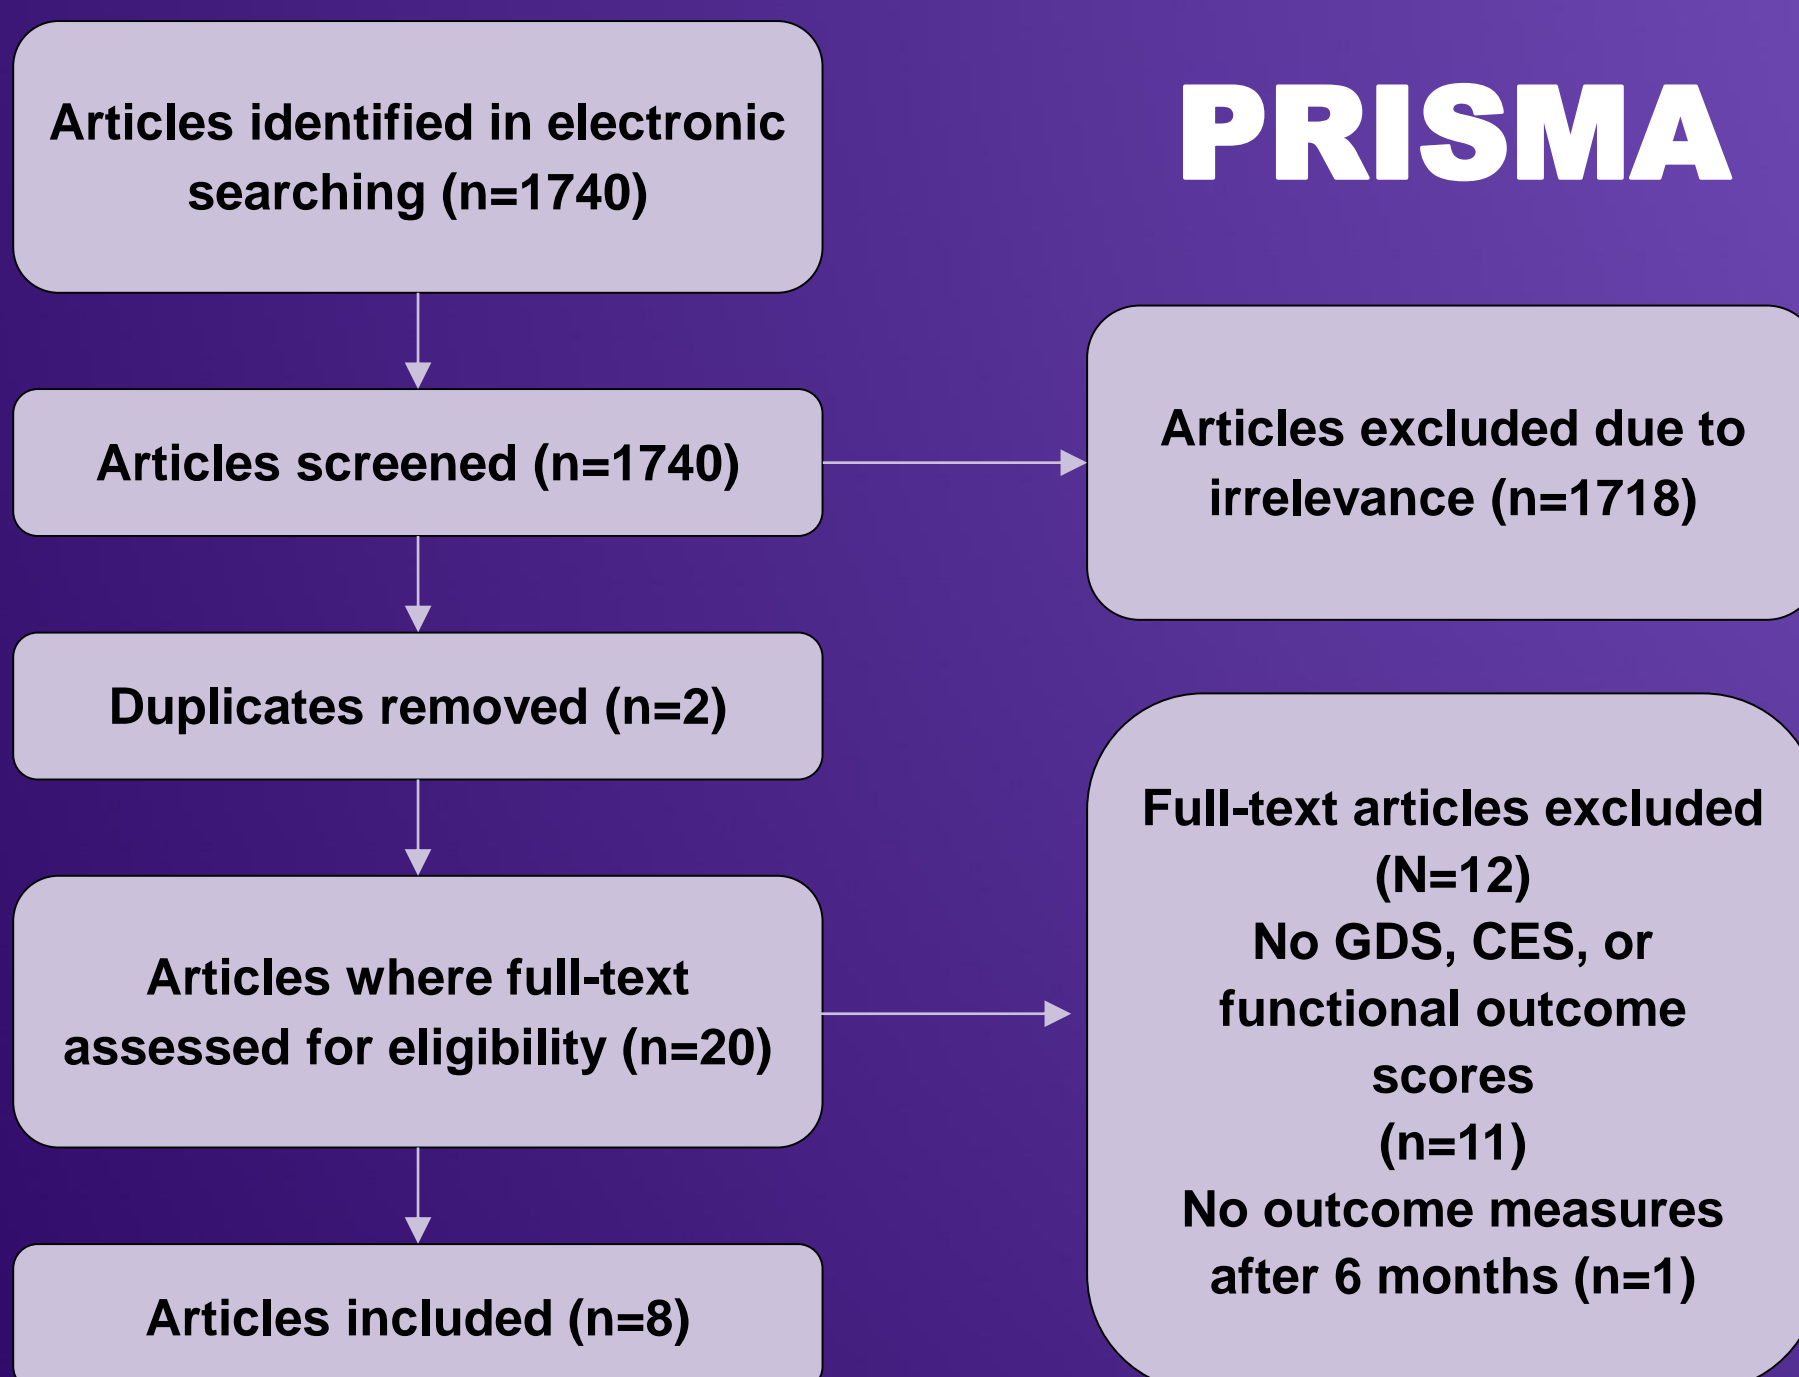 PRISMA
Articles identified in electronic
searching (n=1740)
Articles screened (n=1740)
Articles excluded due to
irrelevance (n=1718)
Duplicates removed (n=2)
Articles where full-text
assessed for eligibility (n=20)
Full-text articles excluded
(N=12)
No GDS, CES, or
functional outcome
scores
(n=11)
No outcome measures
after 6 months (n=1)
Articles included (n=8)